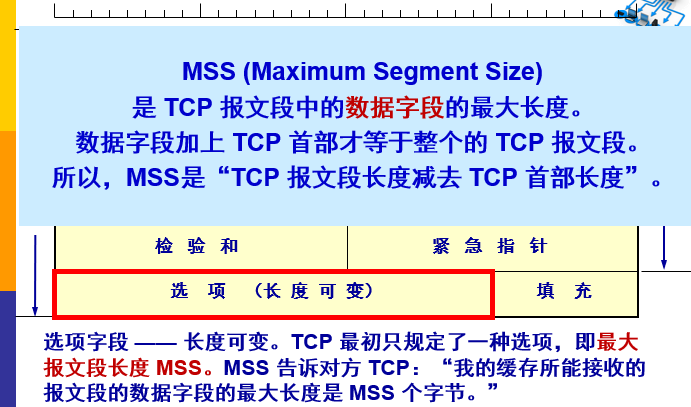 MSS (Maximum Segment Size)
是 TCP 报文段中的数据字段的最大长度。
数据字段加上 TCP 首部才等于整个的 TCP 报文段。
所以，MSS是“TCP 报文段长度减去 TCP 首部长度”。
检 验 和 紧 急 指 针
选 项 （长 度 可 变） 填 充
选项字段 —— 长度可变。TCP 最初只规定了一种选项，即最大
报文段长度 MSS。MSS 告诉对方 TCP：“我的缓存所能接收的
报文段的数据字段的最大长度是 MSS 个字节。”